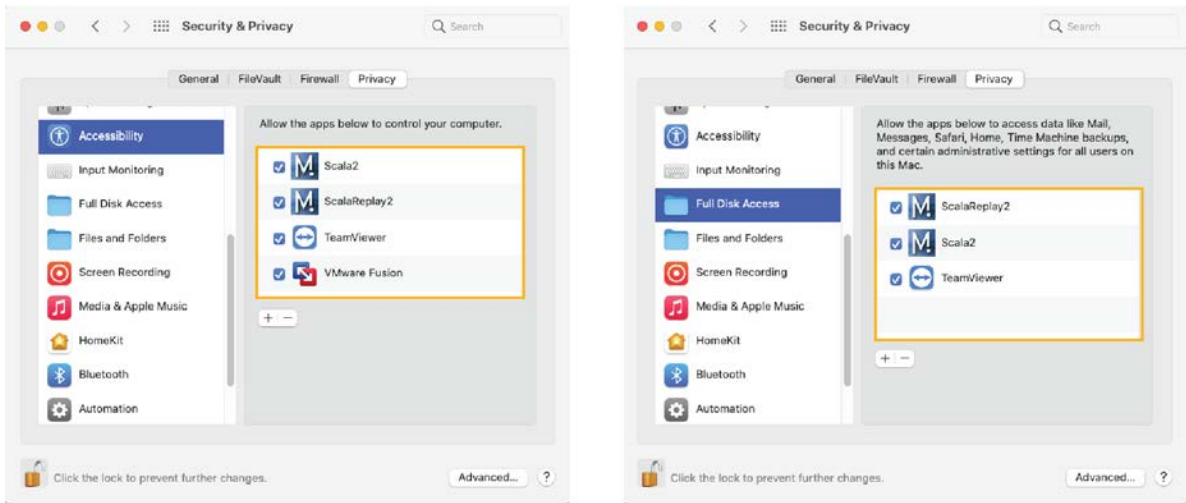 Security & Privacy
Search
General FileVault Firewall Privacy
Accessibility
Input Monitoring
Full Disk Access
Files and Folders
Screen Recording
Media & Apple Music
HomeKit
Bluetooth
Automation
Allow the apps below to control your computer.
Scala2
ScalaReplay2
TeamViewer
VMware Fusion
+ −
Click the lock to prevent further changes.
Advanced... ?
Security & Privacy
Search
General FileVault Firewall Privacy
Accessibility
Input Monitoring
Full Disk Access
Files and Folders
Screen Recording
Media & Apple Music
HomeKit
Bluetooth
Automation
Allow the apps below to access data like Mail,
Messages, Safari, Home, Time Machine backups,
and certain administrative settings for all users on
this Mac.
ScalaReplay2
Scala2
TeamViewer
+ −
Click the lock to prevent further changes.
Advanced... ?